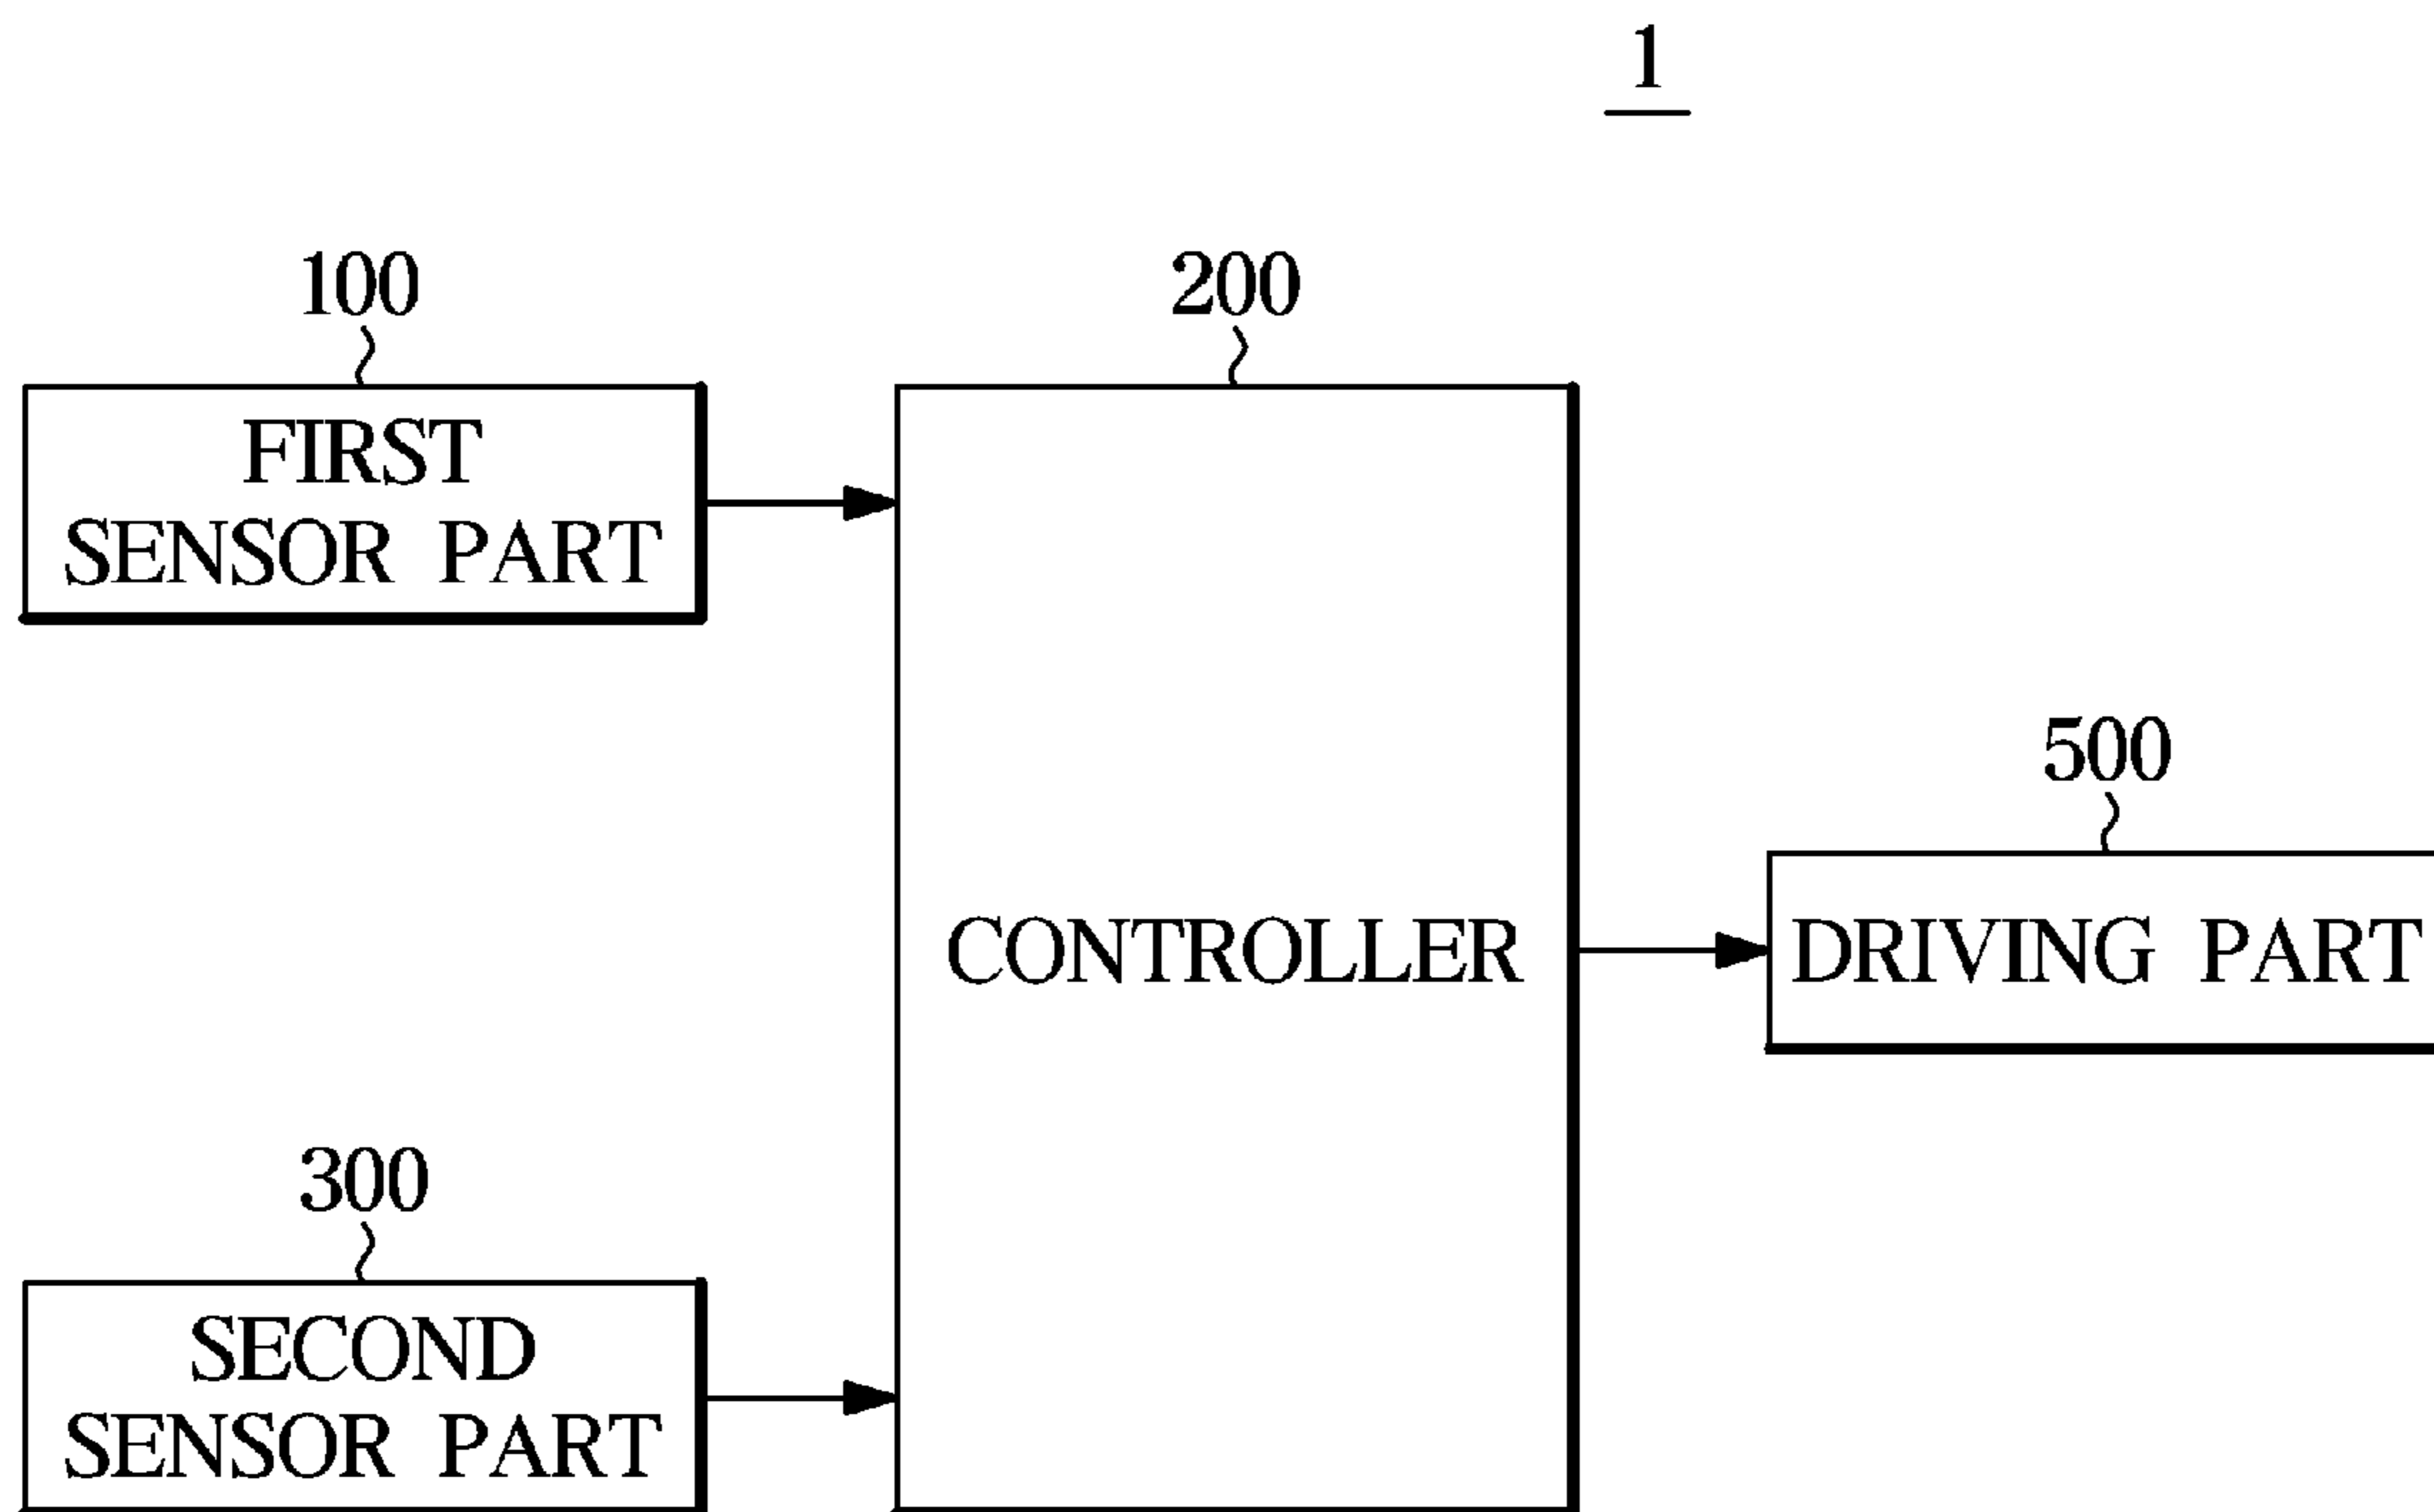 1
100
200
FIRST
SENSOR PART
500
CONTROLLER
DRIVING PART
300
SECOND
SENSOR PART